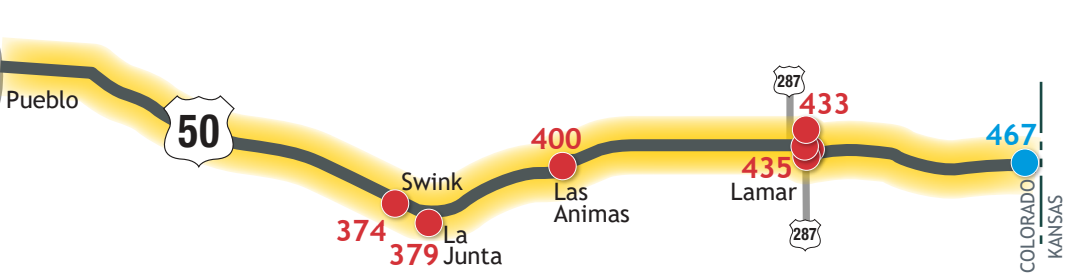 Pueblo
50
Swink
374
La
Junta
379
400
Las
Animas
287
433
435
Lamar
287
467
COLORADO
KANSAS